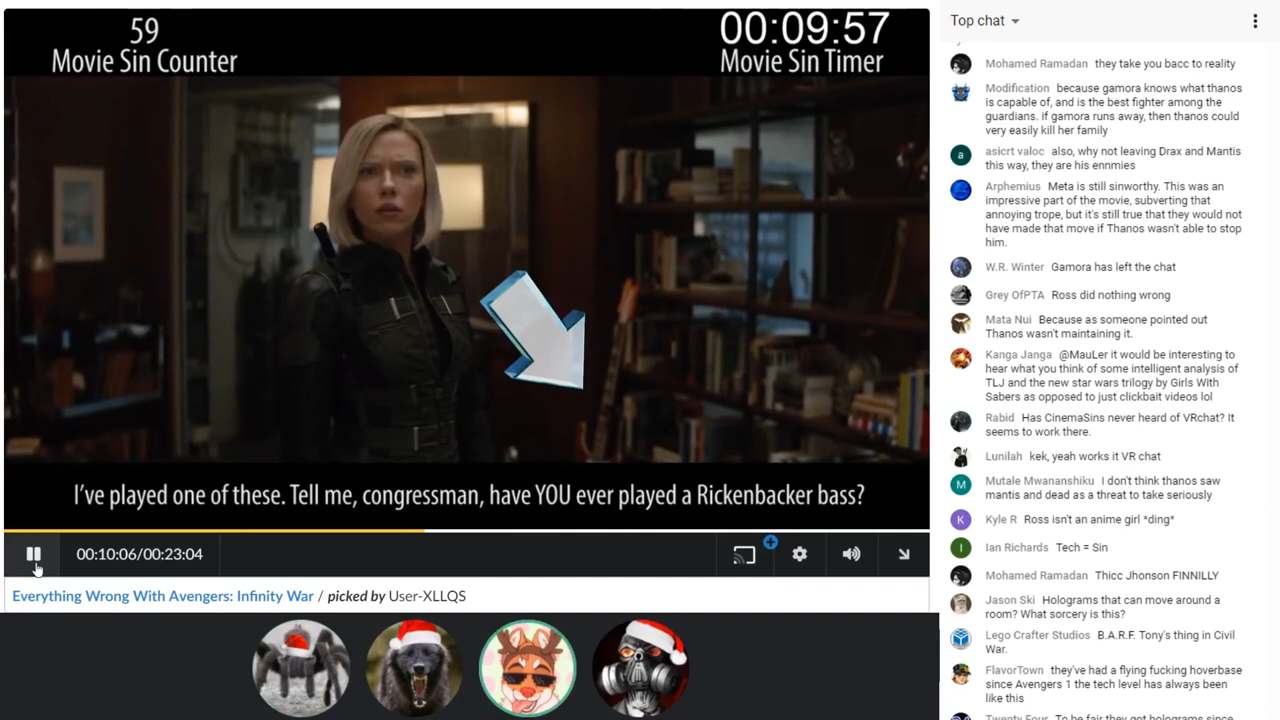 59
Movie Sin Counter
00:09:57
Movie Sin Timer
I've played one of these. Tell me, congressman, have YOU ever played a Rickenbacker bass?
00:10:06/00:23:04
Everything Wrong With Avengers: Infinity War / picked by User-XLLQS
Top chat
Mohamed Ramadan they take you bacc to reality
Modification because gamora knows what thanos
is capable of, and is the best fighter among the
guardians. if gamora runs away, then thanos could
very easily kill her family
a
asicrt valoc also, why not leaving Drax and Mantis
this way, they are his ennmies
Arphemius Meta is still sinworthy. This was an
impressive part of the movie, subverting that
annoying trope, but it's still true that they would not
have made that move if Thanos wasn't able to stop
him.
W.R. Winter Gamora has left the chat
Grey OfPTA Ross did nothing wrong
Mata Nui Because as someone pointed out
Thanos wasn't maintaining it.
Kanga Janga @MauLer it would be interesting to
hear what you think of some intelligent analysis of
TLJ and the new star wars trilogy by Girls With
Sabers as opposed to just clickbait videos lol
Rabid Has CinemaSins never heard of VRchat? It
seems to work there.
Lunilah kek, yeah works it VR chat
M
Mutale Mwananshiku I don't think thanos saw
mantis and dead as a threat to take seriously
K
Kyle R Ross isn't an anime girl *ding*
I
Ian Richards Tech = Sin
Mohamed Ramadan Thicc Jhonson FINNILLY
Jason Ski Holograms that can move around a
room? What sorcery is this?
Lego Crafter Studios B.A.R.F. Tony's thing in Civil
War.
FlavorTown they've had a flying fucking hoverbase
since Avengers 1 the tech level has always been
like this
Twenty Four To be fair they got holograms since